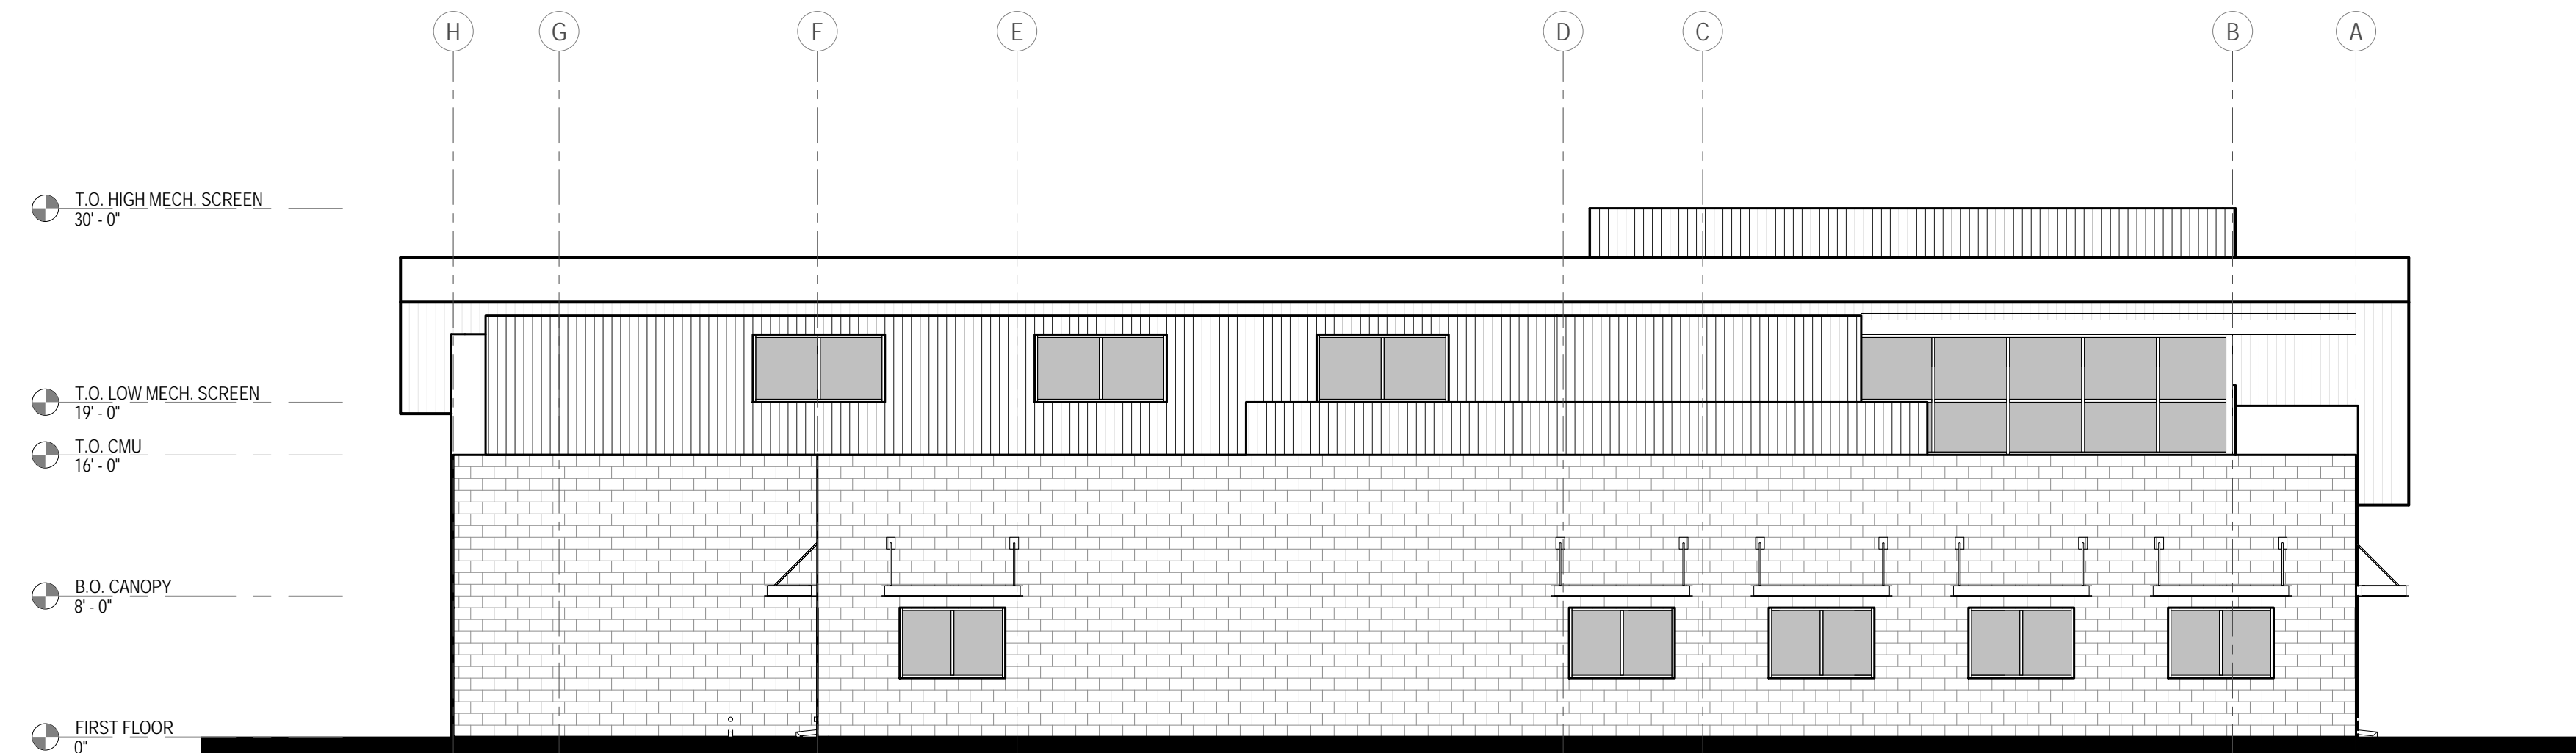 H G F E D C B A
T.O. HIGH MECH. SCREEN
30' - 0"
T.O. LOW MECH. SCREEN
19' - 0"
T.O. CMU
16' - 0"
B.O. CANOPY
8' - 0"
FIRST FLOOR
0"